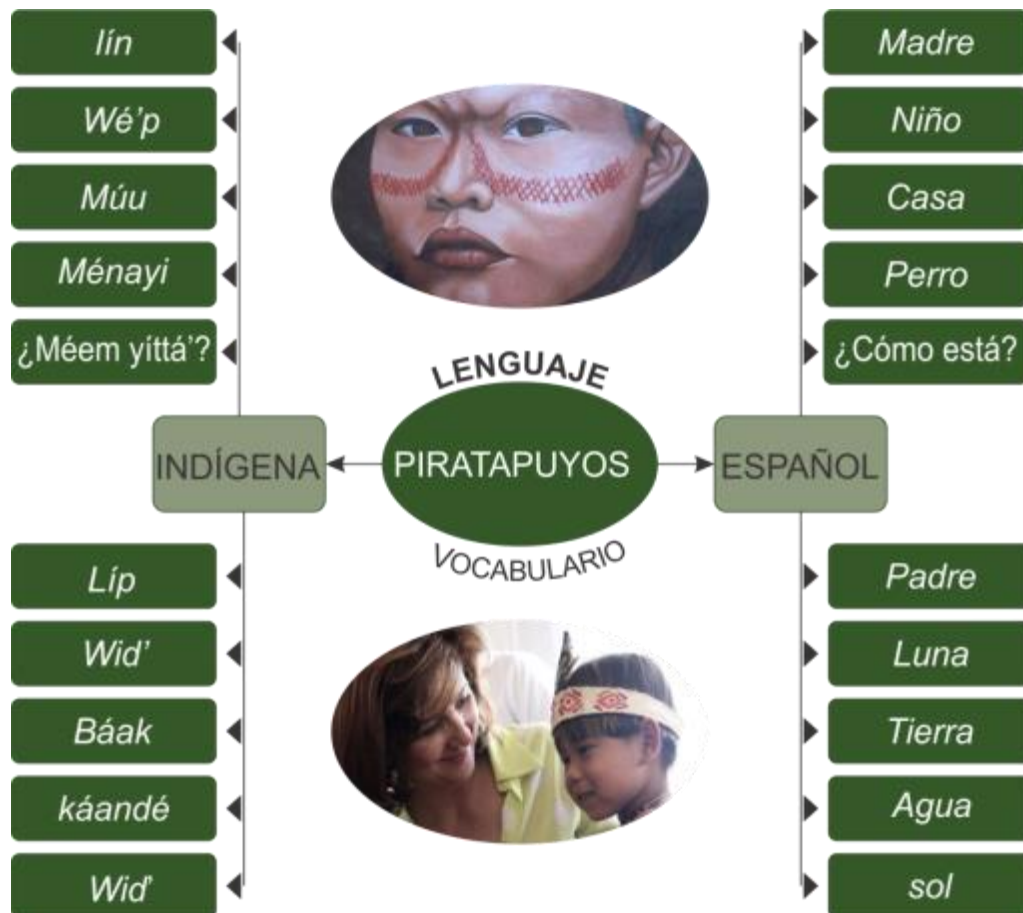 Iín
Wé’p
Múu
Ménayi
¿Méem yíttá’?
Madre
Niño
Casa
Perro
¿Cómo está?
LENGUAJE
INDÍGENA
PIRATAPUYOS
ESPAÑOL
VOCABULARIO
Líp
Wid’
Báak
káandé
Wid’
Padre
Luna
Tierra
Agua
sol